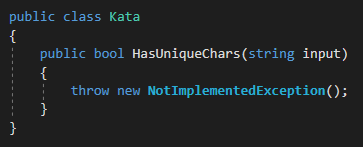 public class Kata
{
    public bool HasUniqueChars(string input)
    {
        throw new NotImplementedException();
    }
}